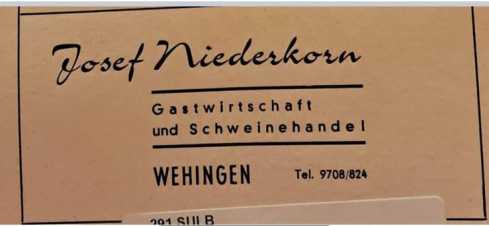 Josef Niederkorn
Gastwirtschaft
und Schweinehandel
WEHINGEN Tel. 9708/824